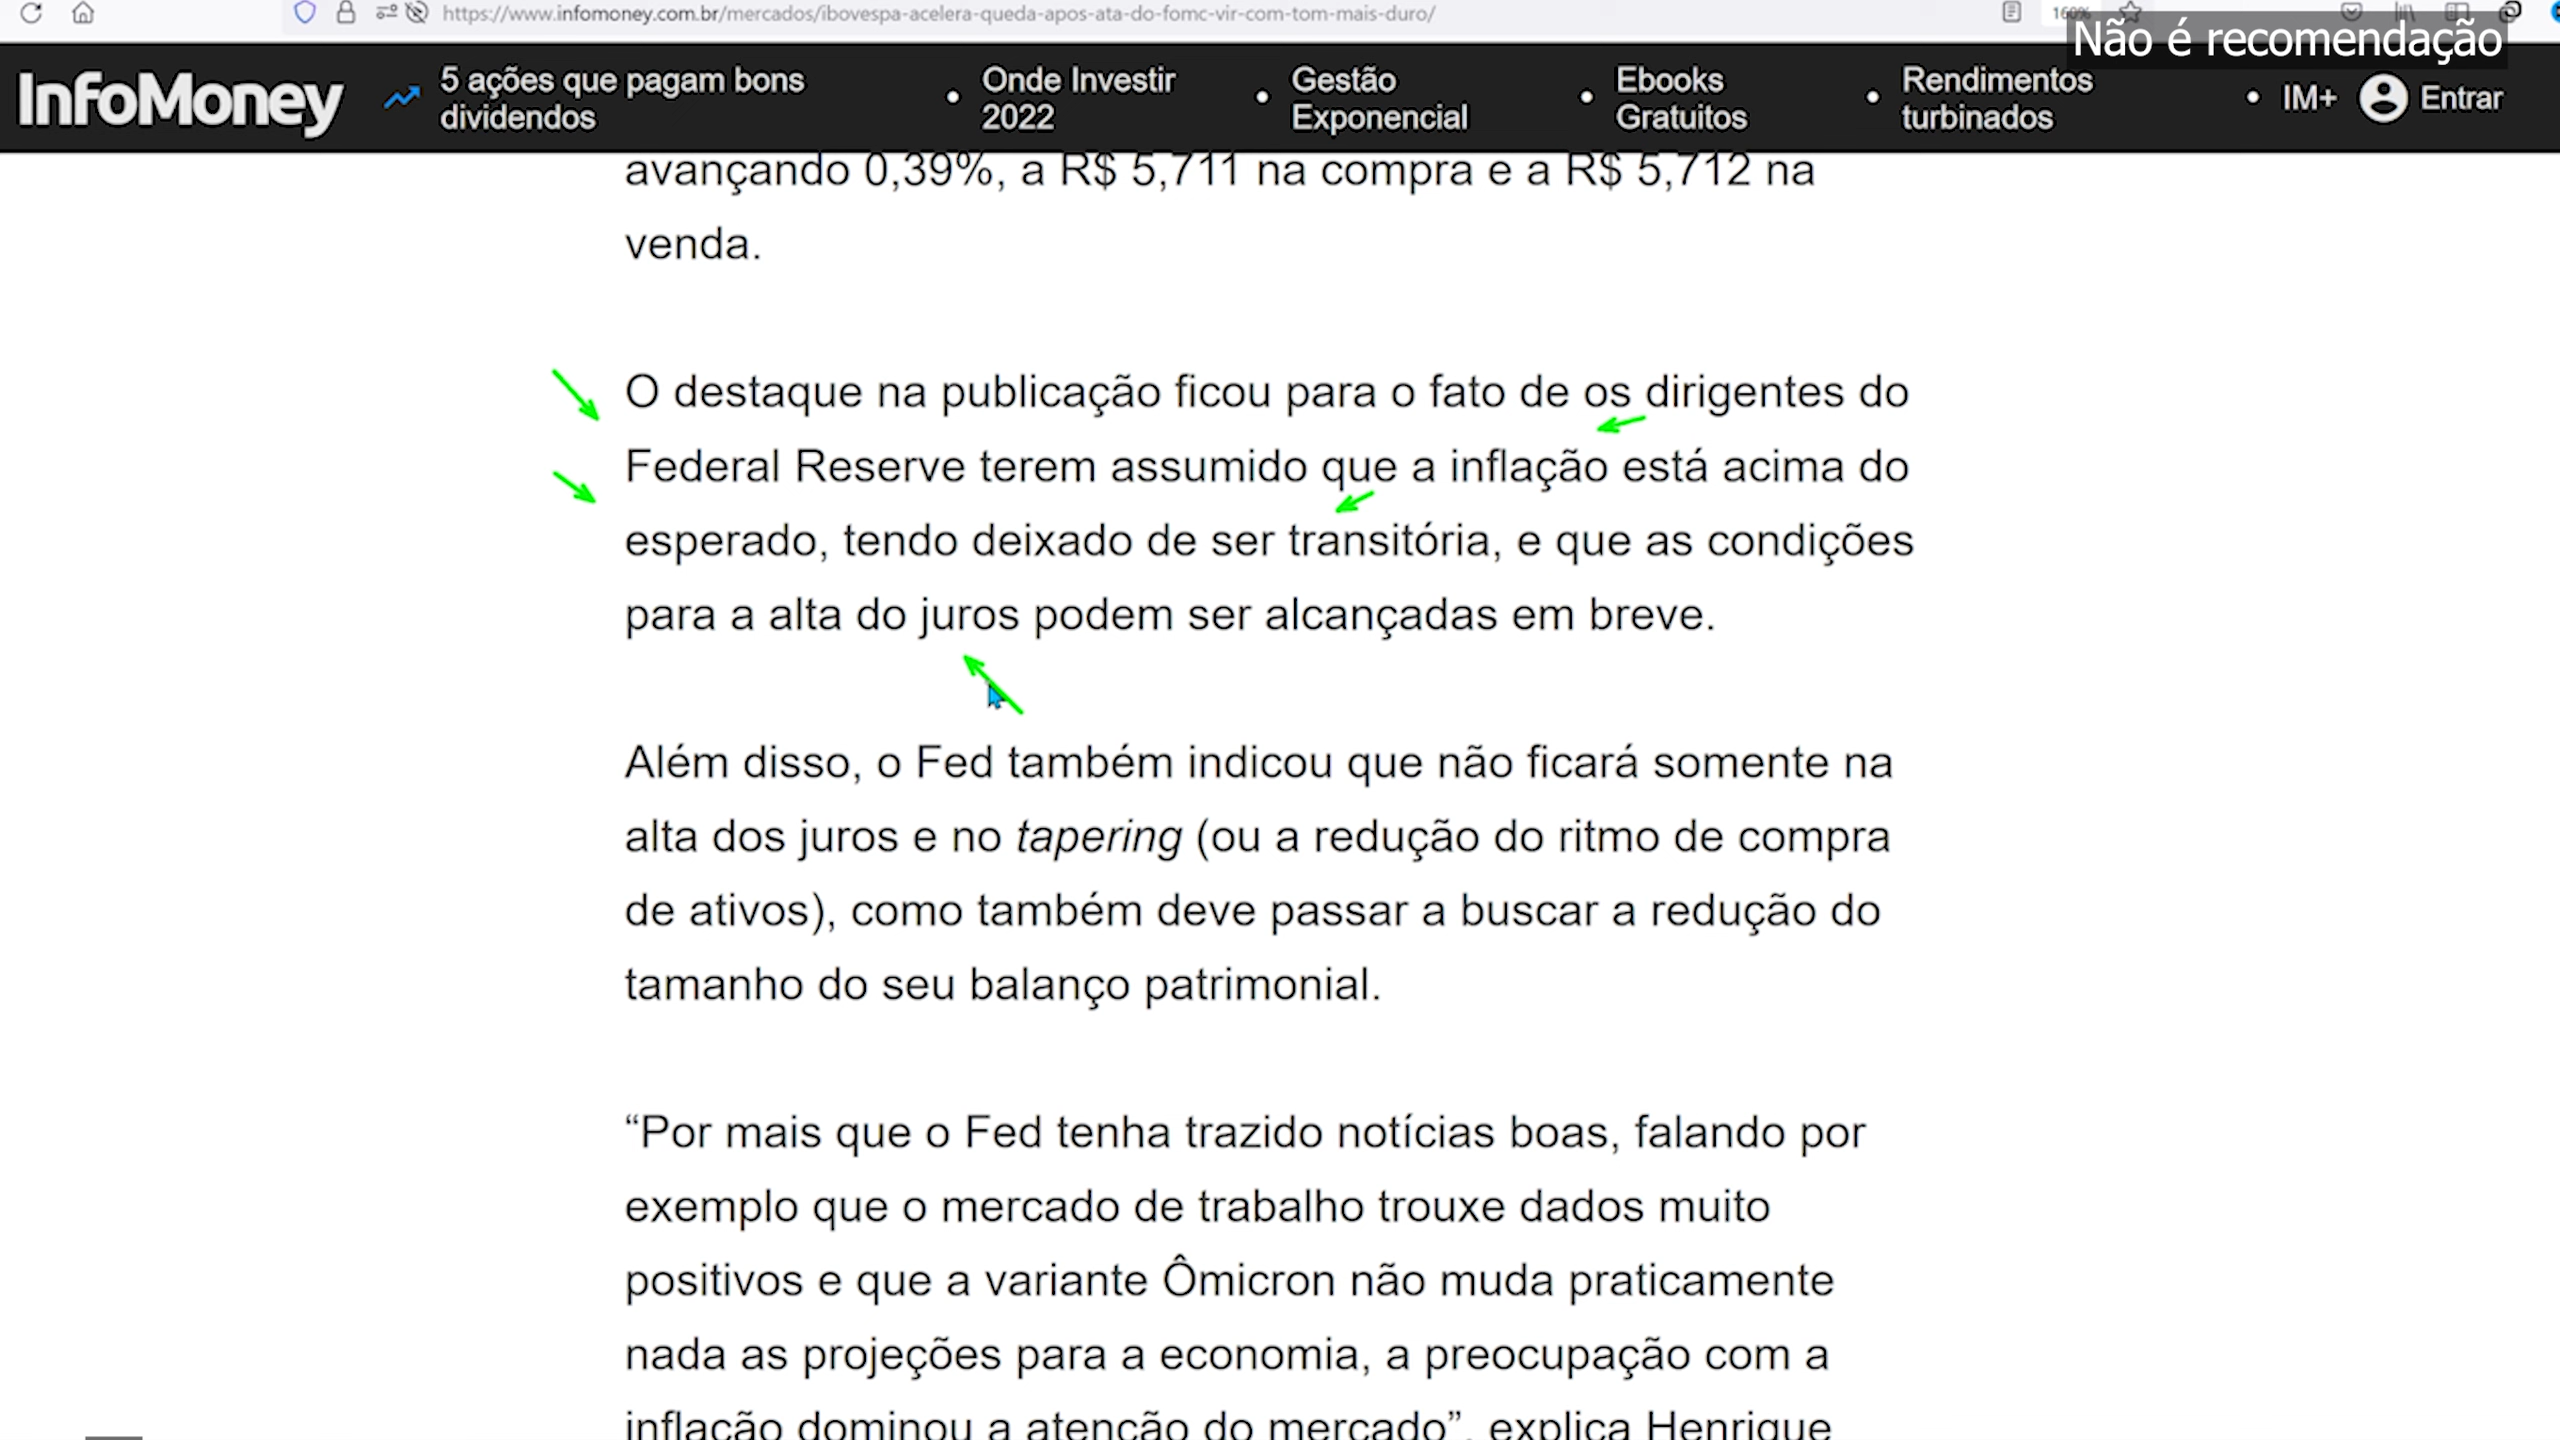 https://www.infomoney.com.br/mercados/ibovespa-acelera-queda-apos-ata-do-fomc-vir-com-tom-mais-duro/
160%
Não é recomendação
InfoMoney
5 ações que pagam bons
dividendos
• Onde Investir
2022
• Gestão
Exponencial
• Ebooks
Gratuitos
• Rendimentos
turbinados
• IM+
Entrar
avançando 0,39%, a R$ 5,711 na compra e a R$ 5,712 na
venda.
O destaque na publicação ficou para o fato de os dirigentes do
Federal Reserve terem assumido que a inflação está acima do
esperado, tendo deixado de ser transitória, e que as condições
para a alta do juros podem ser alcançadas em breve.
Além disso, o Fed também indicou que não ficará somente na
alta dos juros e no tapering (ou a redução do ritmo de compra
de ativos), como também deve passar a buscar a redução do
tamanho do seu balanço patrimonial.
“Por mais que o Fed tenha trazido notícias boas, falando por
exemplo que o mercado de trabalho trouxe dados muito
positivos e que a variante Ômicron não muda praticamente
nada as projeções para a economia, a preocupação com a
inflação dominou a atenção do mercado”, explica Henrique